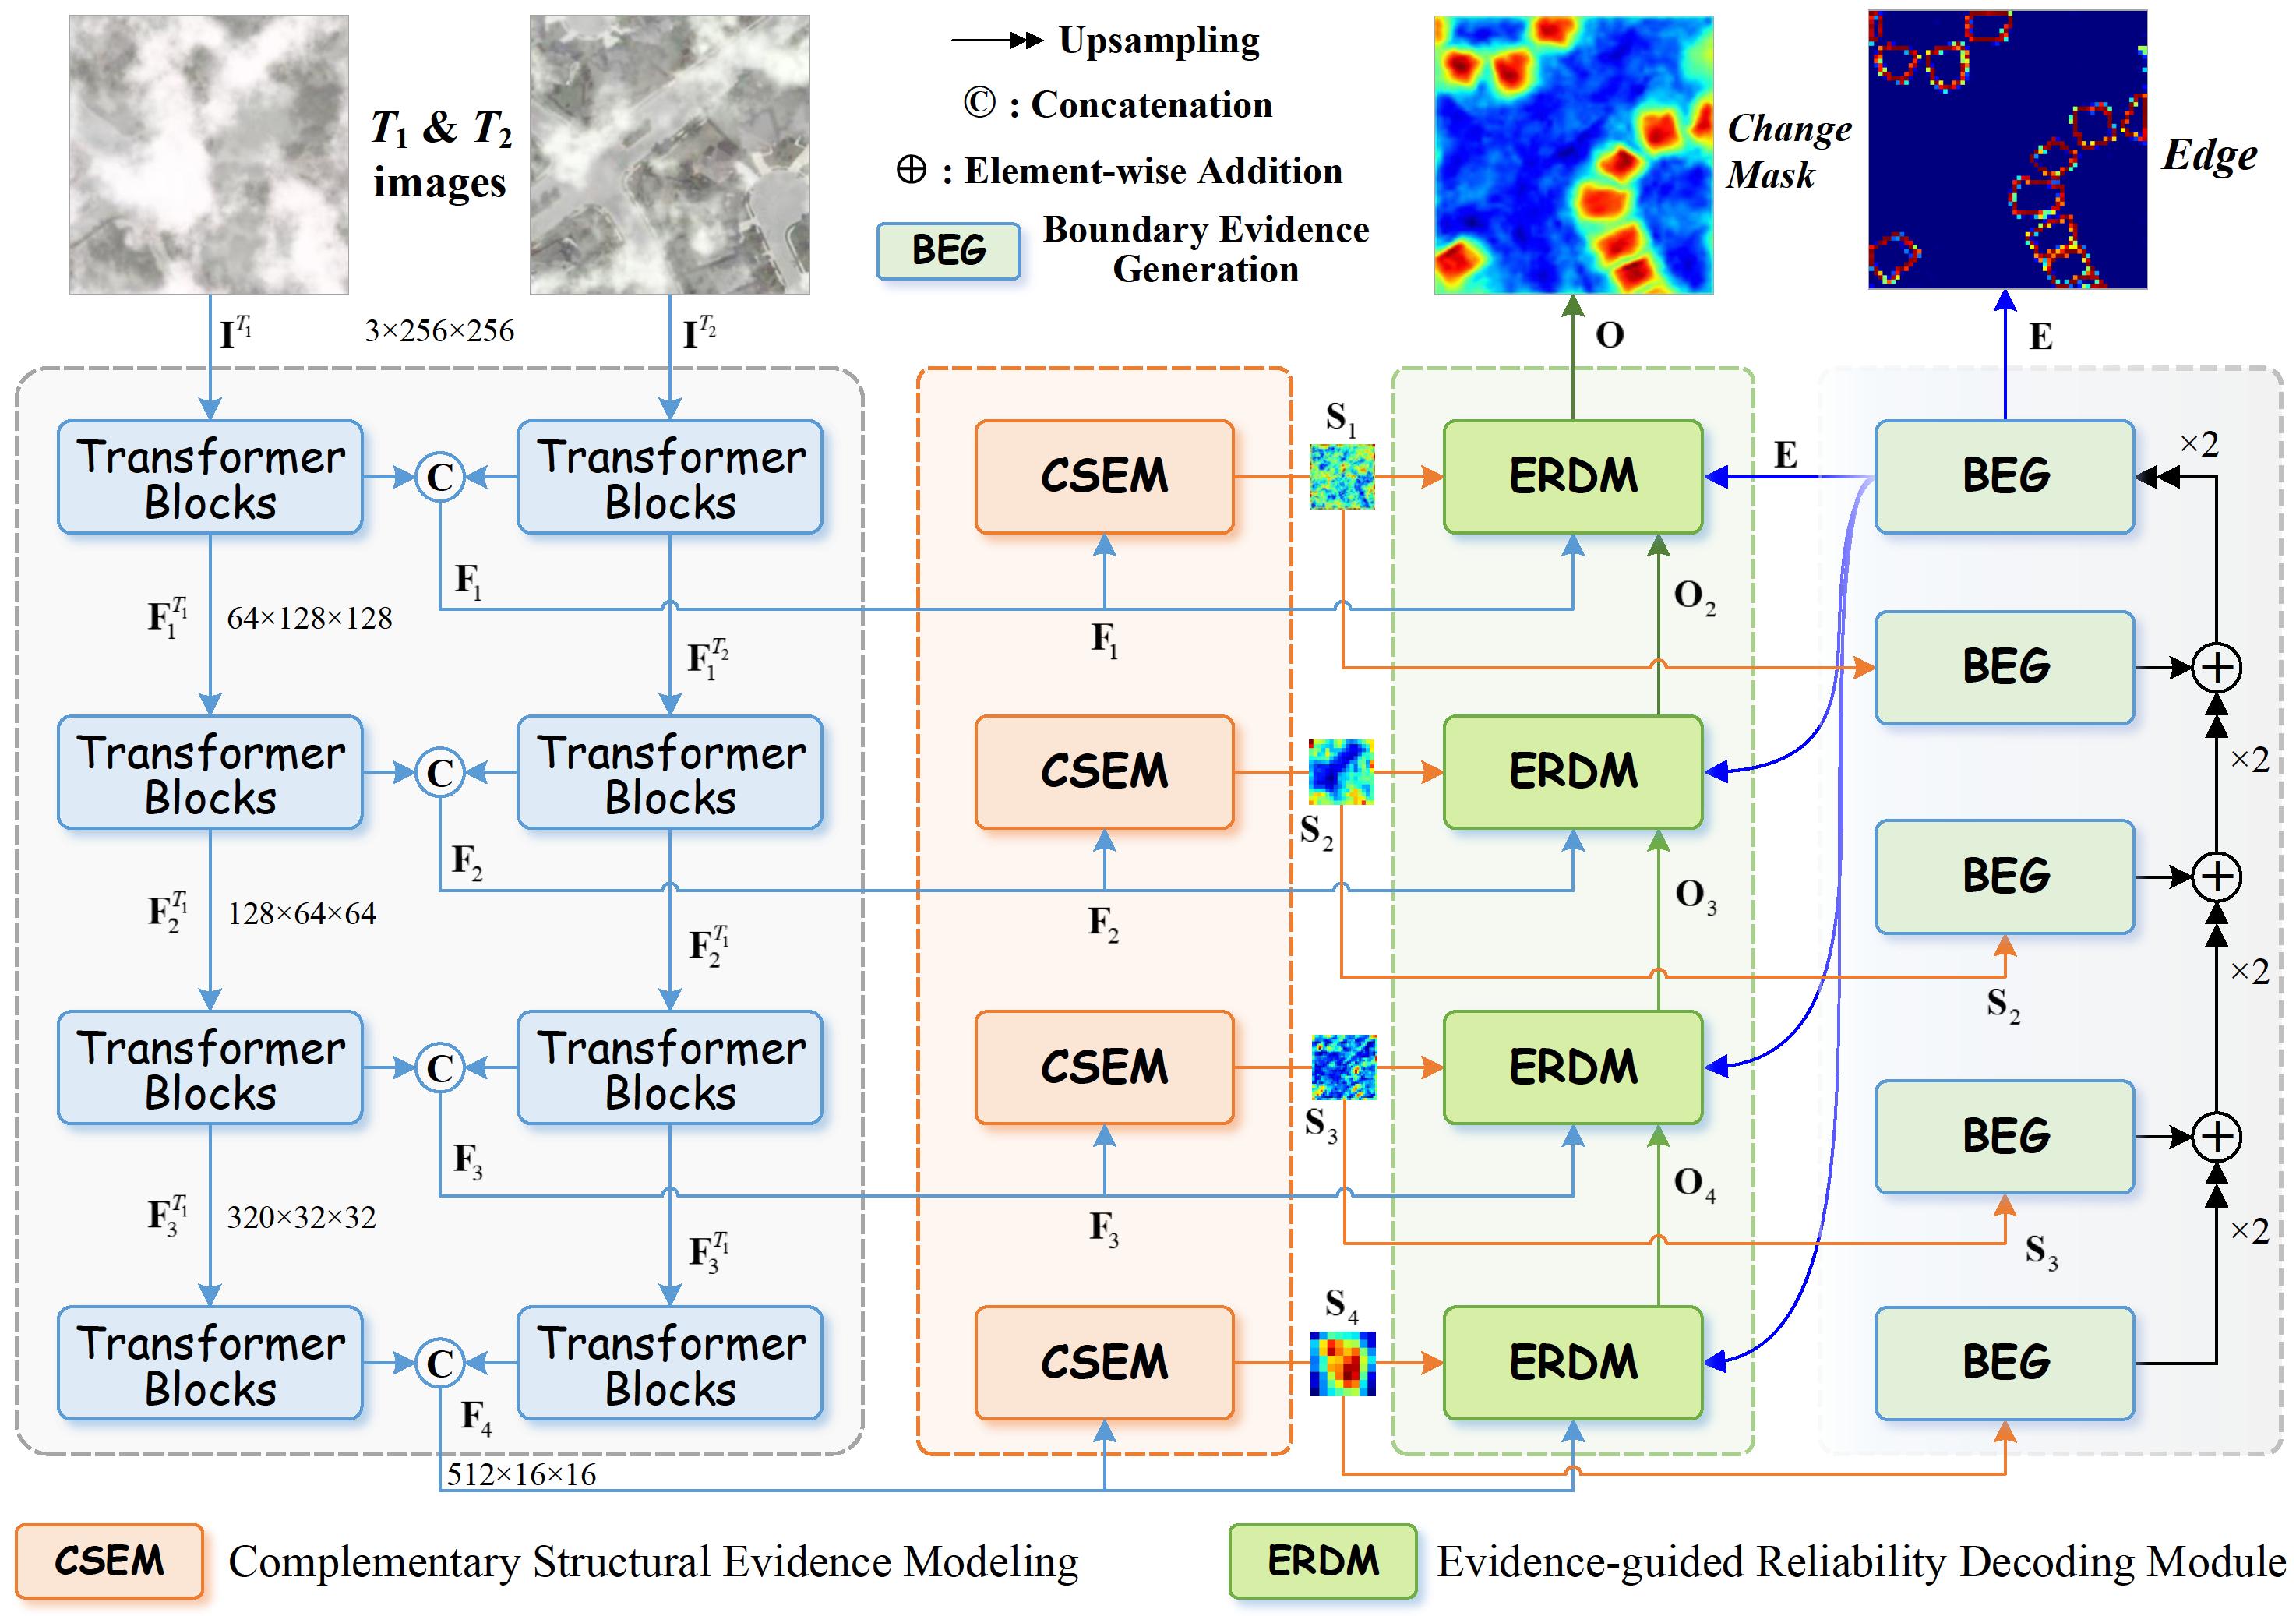 T₁ & T₂
images
Upsampling
© : Concatenation
⊕ : Element-wise Addition
BEG
Boundary Evidence
Generation
Change
Mask
Edge
I^T₁
3×256×256
I^T₂
O
E
Transformer
Blocks
C
Transformer
Blocks
CSEM
S₁
ERDM
E
BEG
×2
F₁
F₁^T₁
64×128×128
F₁^T₂
F₁
O₂
BEG
+
Transformer
Blocks
C
Transformer
Blocks
CSEM
S₂
ERDM
×2
F₂
F₂^T₁
128×64×64
F₂^T₁
F₂
O₃
BEG
+
S₂
×2
Transformer
Blocks
C
Transformer
Blocks
CSEM
S₃
ERDM
BEG
+
F₃
F₃^T₁
320×32×32
F₃^T₁
F₃
O₄
S₃
×2
Transformer
Blocks
C
Transformer
Blocks
CSEM
S₄
ERDM
BEG
F₄
512×16×16
CSEM
Complementary Structural Evidence Modeling
ERDM
Evidence-guided Reliability Decoding Module